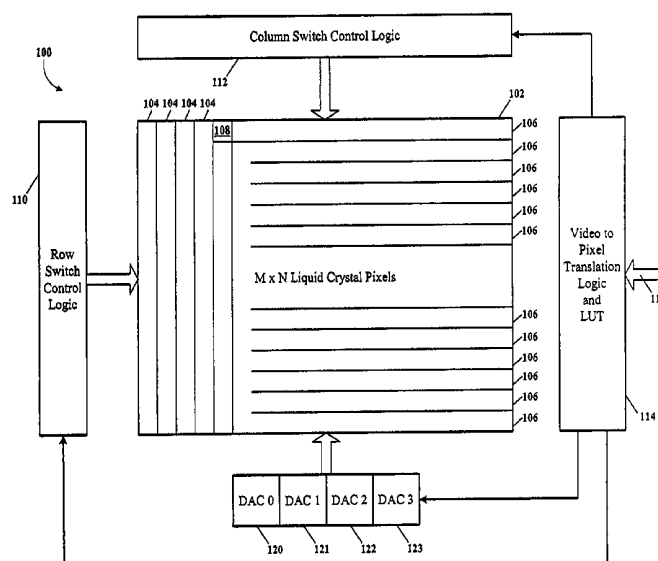 Column Switch Control Logic
100
112
104 104 104 104
102
108
106
106
106
106
106
106
110
Row
Switch
Control
Logic
M x N Liquid Crystal Pixels
Video to
Pixel
Translation
Logic
and
LUT
106
106
106
106
106
106
114
DAC 0 DAC 1 DAC 2 DAC 3
120 121 122 123